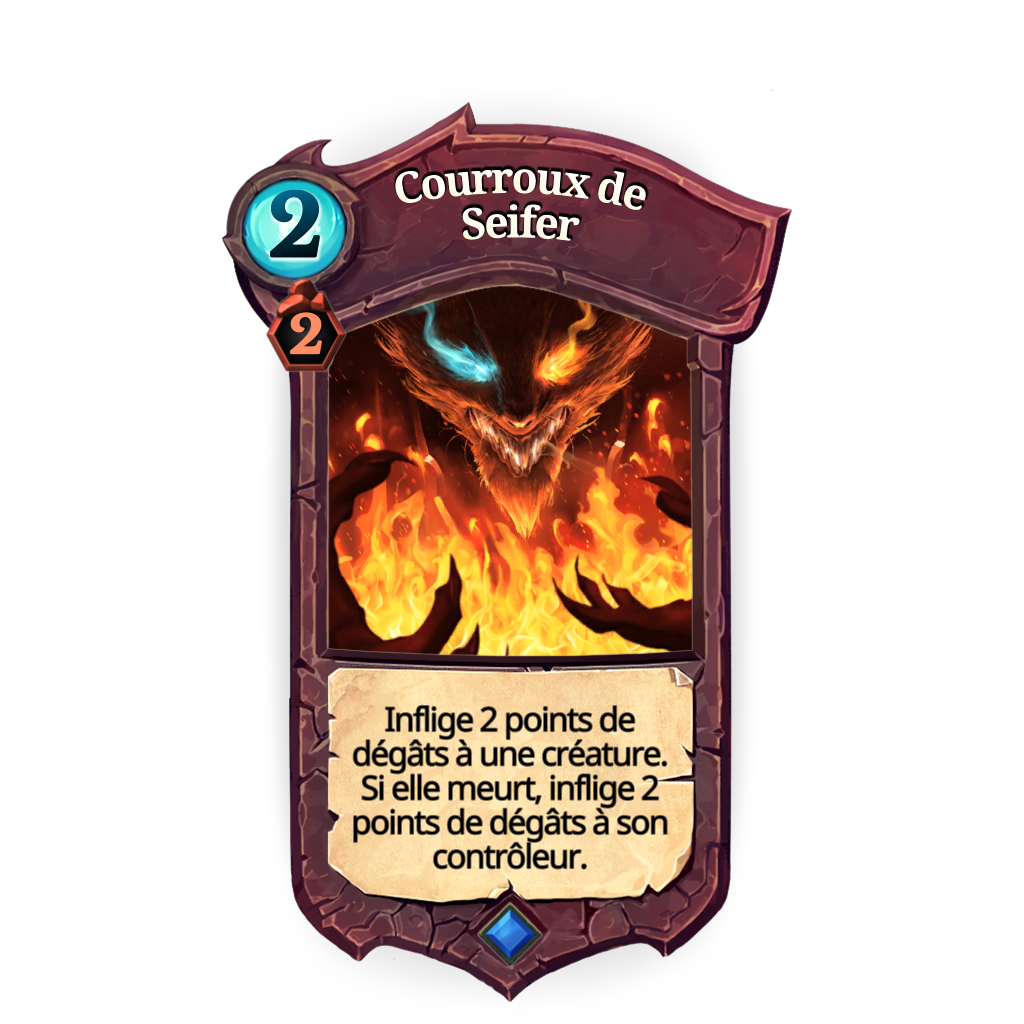 2
Courroux de
Seifer
2
Inflige 2 points de
dégâts à une créature.
Si elle meurt, inflige 2
points de dégâts à son
contrôleur.